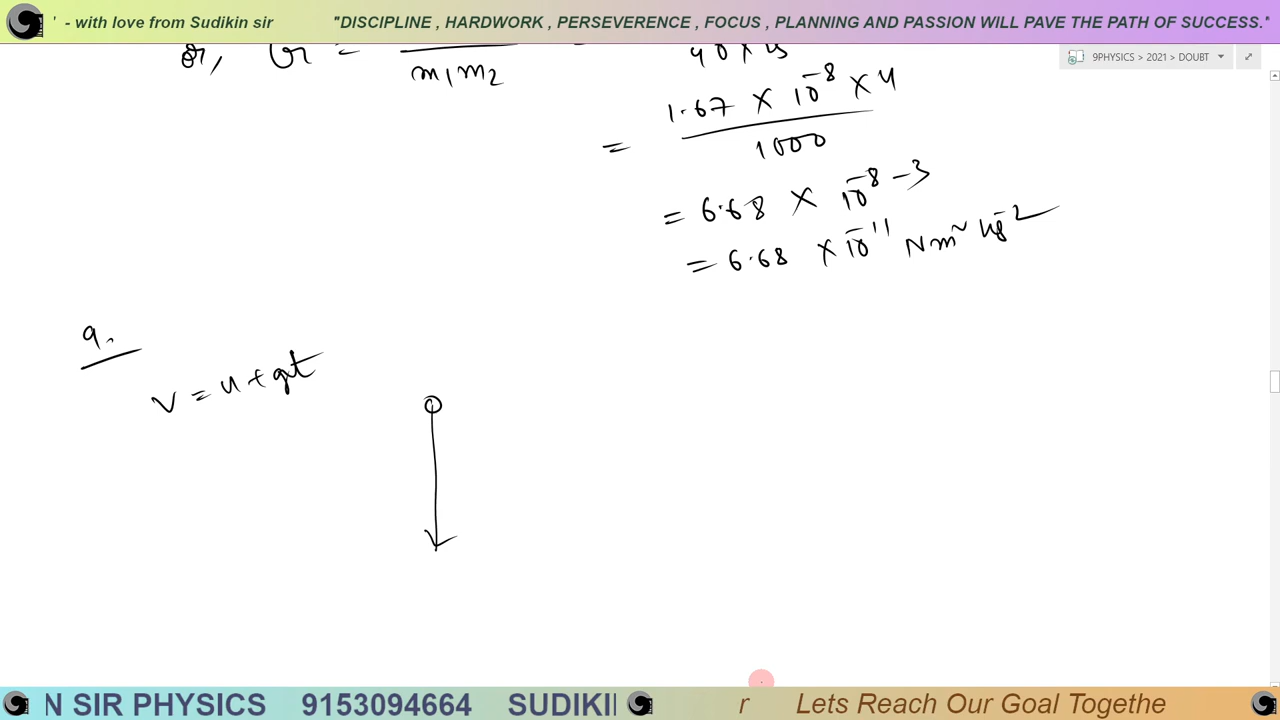 ' - with love from Sudikin sir "DISCIPLINE , HARDWORK , PERSEVERENCE , FOCUS , PLANNING AND PASSION WILL PAVE THE PATH OF SUCCESS."
9PHYSICS > 2021 > DOUBT
or, G =
m₁m₂
= 1.67 × 10⁻⁸ × 4 / 1000
= 6.68 × 10⁻⁸ ⁻³
= 6.68 × 10⁻¹¹ Nm² kg⁻²
9.
v = u + gt
N SIR PHYSICS 9153094664 SUDIKI r Lets Reach Our Goal Togethe